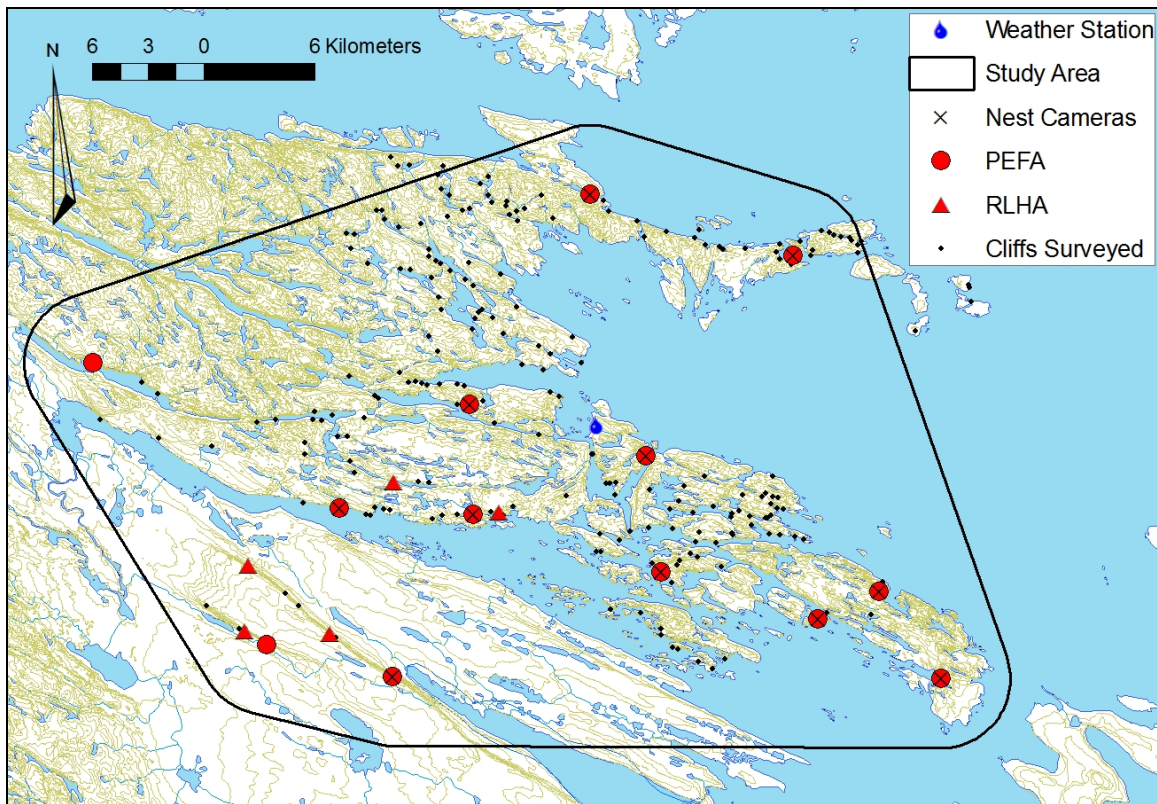 N
6 3 0 6 Kilometers
Weather Station
Study Area
Nest Cameras
PEFA
RLHA
Cliffs Surveyed